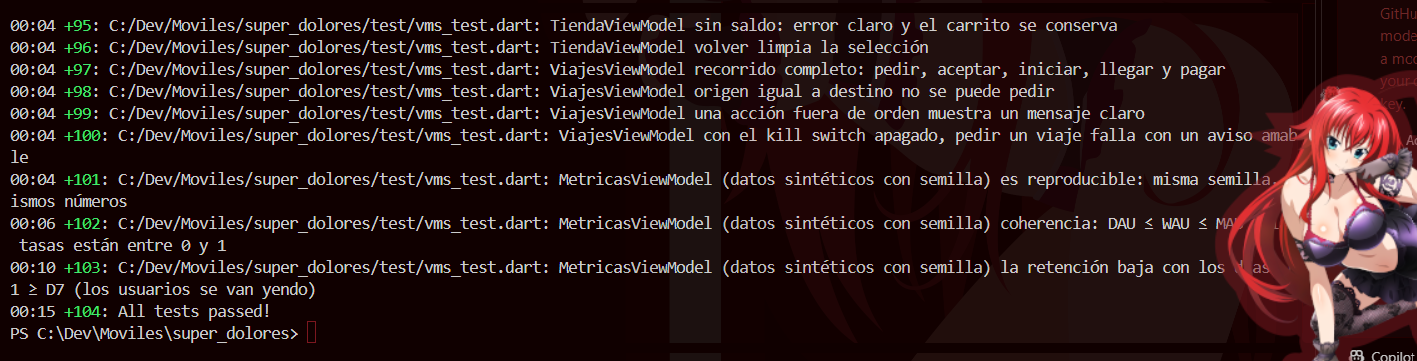 00:04 +95: C:/Dev/Moviles/super_dolores/test/vms_test.dart: TiendaViewModel sin saldo: error claro y el carrito se conserva
00:04 +96: C:/Dev/Moviles/super_dolores/test/vms_test.dart: TiendaViewModel volver limpia la selección
00:04 +97: C:/Dev/Moviles/super_dolores/test/vms_test.dart: ViajesViewModel recorrido completo: pedir, aceptar, iniciar, llegar y pagar
00:04 +98: C:/Dev/Moviles/super_dolores/test/vms_test.dart: ViajesViewModel origen igual a destino no se puede pedir
00:04 +99: C:/Dev/Moviles/super_dolores/test/vms_test.dart: ViajesViewModel una acción fuera de orden muestra un mensaje claro
00:04 +100: C:/Dev/Moviles/super_dolores/test/vms_test.dart: ViajesViewModel con el kill switch apagado, pedir un viaje falla con un aviso amab
le
00:04 +101: C:/Dev/Moviles/super_dolores/test/vms_test.dart: MetricasViewModel (datos sintéticos con semilla) es reproducible: misma semilla,
ismos números
00:06 +102: C:/Dev/Moviles/super_dolores/test/vms_test.dart: MetricasViewModel (datos sintéticos con semilla) coherencia: DAU ≤ WAU ≤
tasas están entre 0 y 1
00:10 +103: C:/Dev/Moviles/super_dolores/test/vms_test.dart: MetricasViewModel (datos sintéticos con semilla) la retención baja con los
1 ≥ D7 (los usuarios se van yendo)
00:15 +104: All tests passed!
PS C:\Dev\Moviles\super_dolores>
GitHu
mode
a mo
your
key.
Copilot